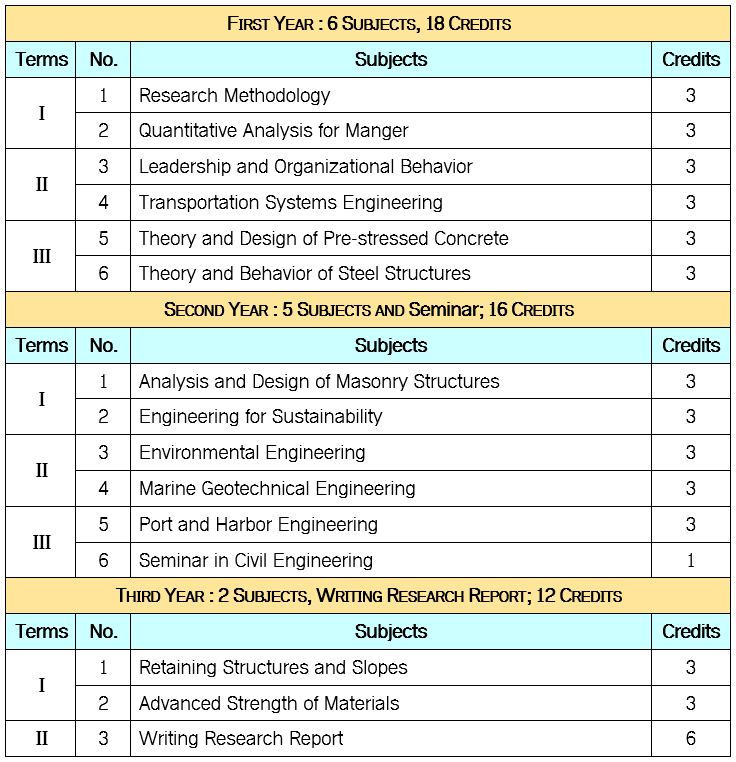 FIRST YEAR : 6 SUBJECTS, 18 CREDITS
Terms No. Subjects Credits
I 1 Research Methodology 3
2 Quantitative Analysis for Manger 3
II 3 Leadership and Organizational Behavior 3
4 Transportation Systems Engineering 3
III 5 Theory and Design of Pre-stressed Concrete 3
6 Theory and Behavior of Steel Structures 3
SECOND YEAR : 5 SUBJECTS AND Seminar; 16 CREDITS
Terms No. Subjects Credits
I 1 Analysis and Design of Masonry Structures 3
2 Engineering for Sustainability 3
II 3 Environmental Engineering 3
4 Marine Geotechnical Engineering 3
III 5 Port and Harbor Engineering 3
6 Seminar in Civil Engineering 1
THIRD YEAR : 2 SUBJECTS, WRITING RESEARCH REPORT; 12 CREDITS
Terms No. Subjects Credits
I 1 Retaining Structures and Slopes 3
2 Advanced Strength of Materials 3
II 3 Writing Research Report 6